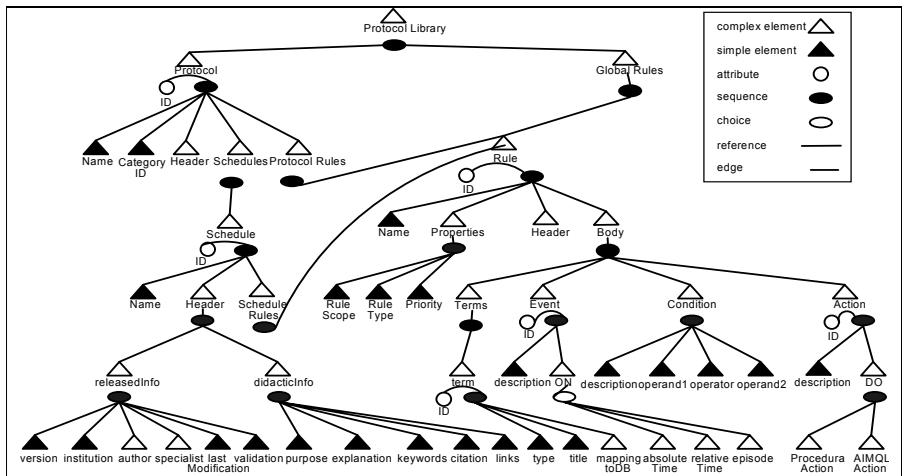 Protocol Library
complex element
simple element
attribute
sequence
choice
reference
edge
Protocol
Global Rules
ID
Name
Category
ID
Header
Schedules
Protocol Rules
Rule
ID
Name
Properties
Header
Body
Schedule
ID
Name
Header
Schedule
Rules
Rule
Scope
Rule
Type
Priority
Terms
Event
Condition
Action
ID
ID
releasedInfo
didacticInfo
term
description
ON
description
operand1
operator
operand2
description
DO
ID
version
institution
author
specialist
last
Modification
validation
purpose
explanation
keywords
citation
links
type
title
mapping
toDB
absolute
Time
relative
Time
episode
Procedura
Action
AIMQL
Action